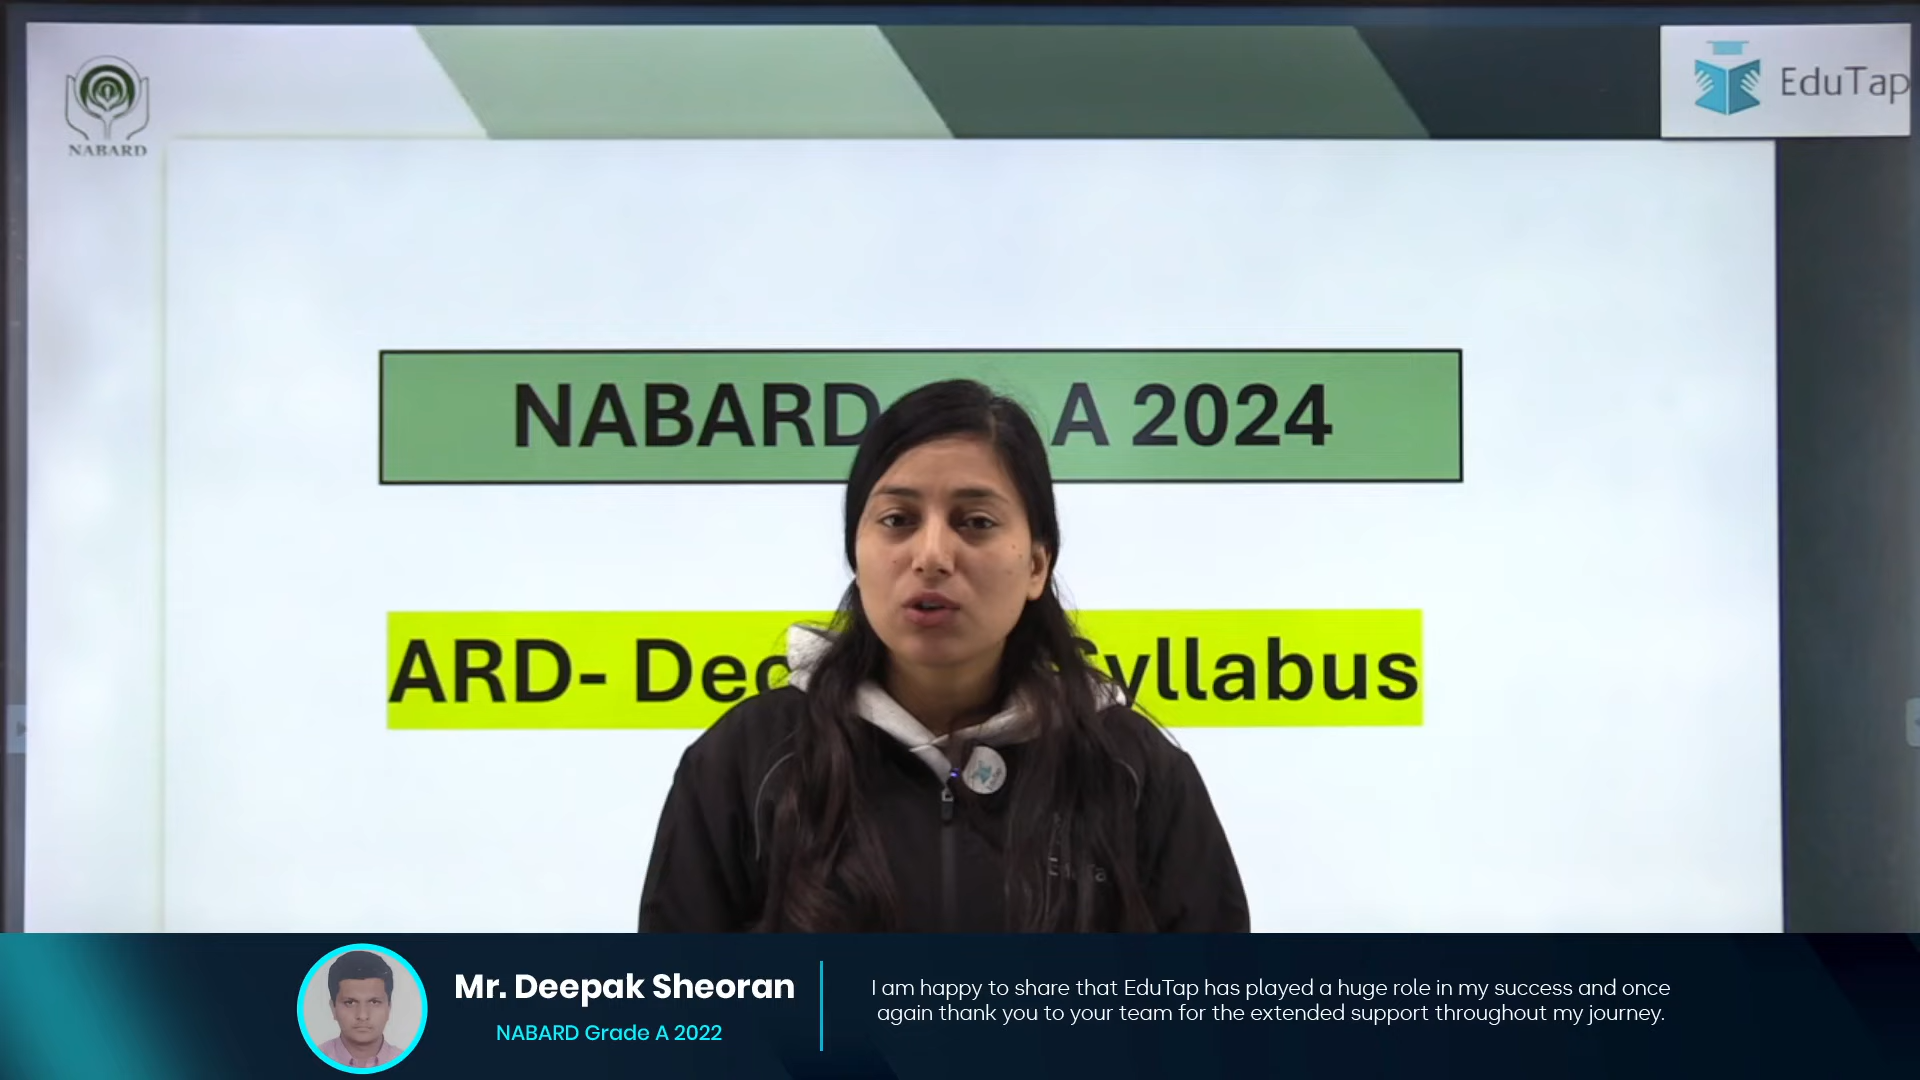 NABARD
EduTap
NABARD A 2024
ARD- Syllabus
Mr. Deepak Sheoran
NABARD Grade A 2022
I am happy to share that EduTap has played a huge role in my success and once
again thank you to your team for the extended support throughout my journey.